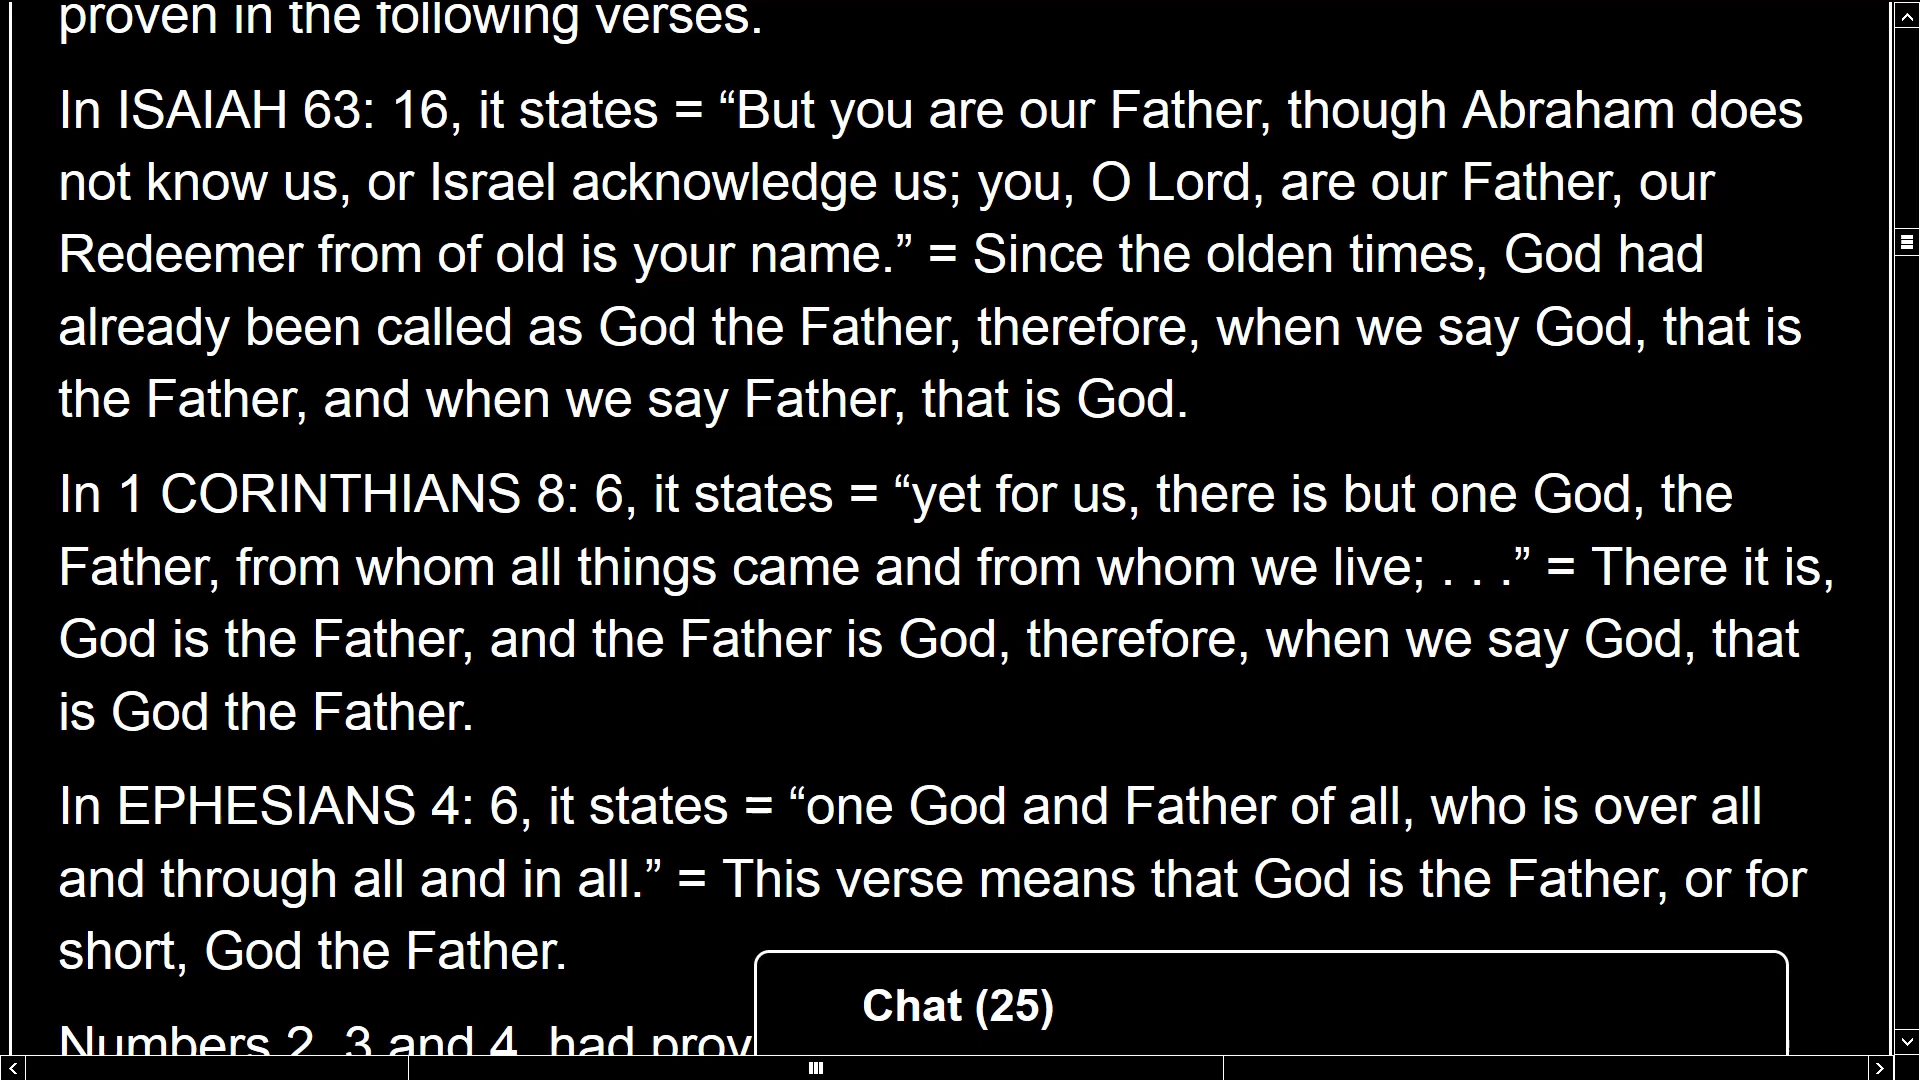 proven in the following verses.
In ISAIAH 63: 16, it states = “But you are our Father, though Abraham does
not know us, or Israel acknowledge us; you, O Lord, are our Father, our
Redeemer from of old is your name.” = Since the olden times, God had
already been called as God the Father, therefore, when we say God, that is
the Father, and when we say Father, that is God.
In 1 CORINTHIANS 8: 6, it states = “yet for us, there is but one God, the
Father, from whom all things came and from whom we live; . . .” = There it is,
God is the Father, and the Father is God, therefore, when we say God, that
is God the Father.
In EPHESIANS 4: 6, it states = “one God and Father of all, who is over all
and through all and in all.” = This verse means that God is the Father, or for
short, God the Father.
Numbers 2, 3 and 4, had prov
Chat (25)